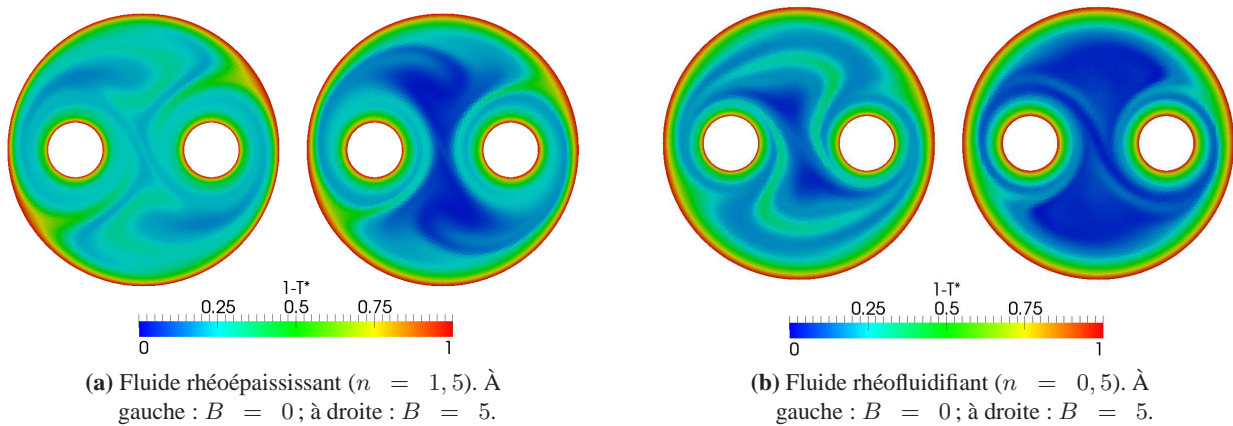 1-T*
0.25 0.5 0.75
0 1
(a) Fluide rhéoépaississant (n = 1,5). À
gauche : B = 0 ; à droite : B = 5.
1-T*
0.25 0.5 0.75
0 1
(b) Fluide rhéofluidifiant (n = 0,5). À
gauche : B = 0 ; à droite : B = 5.